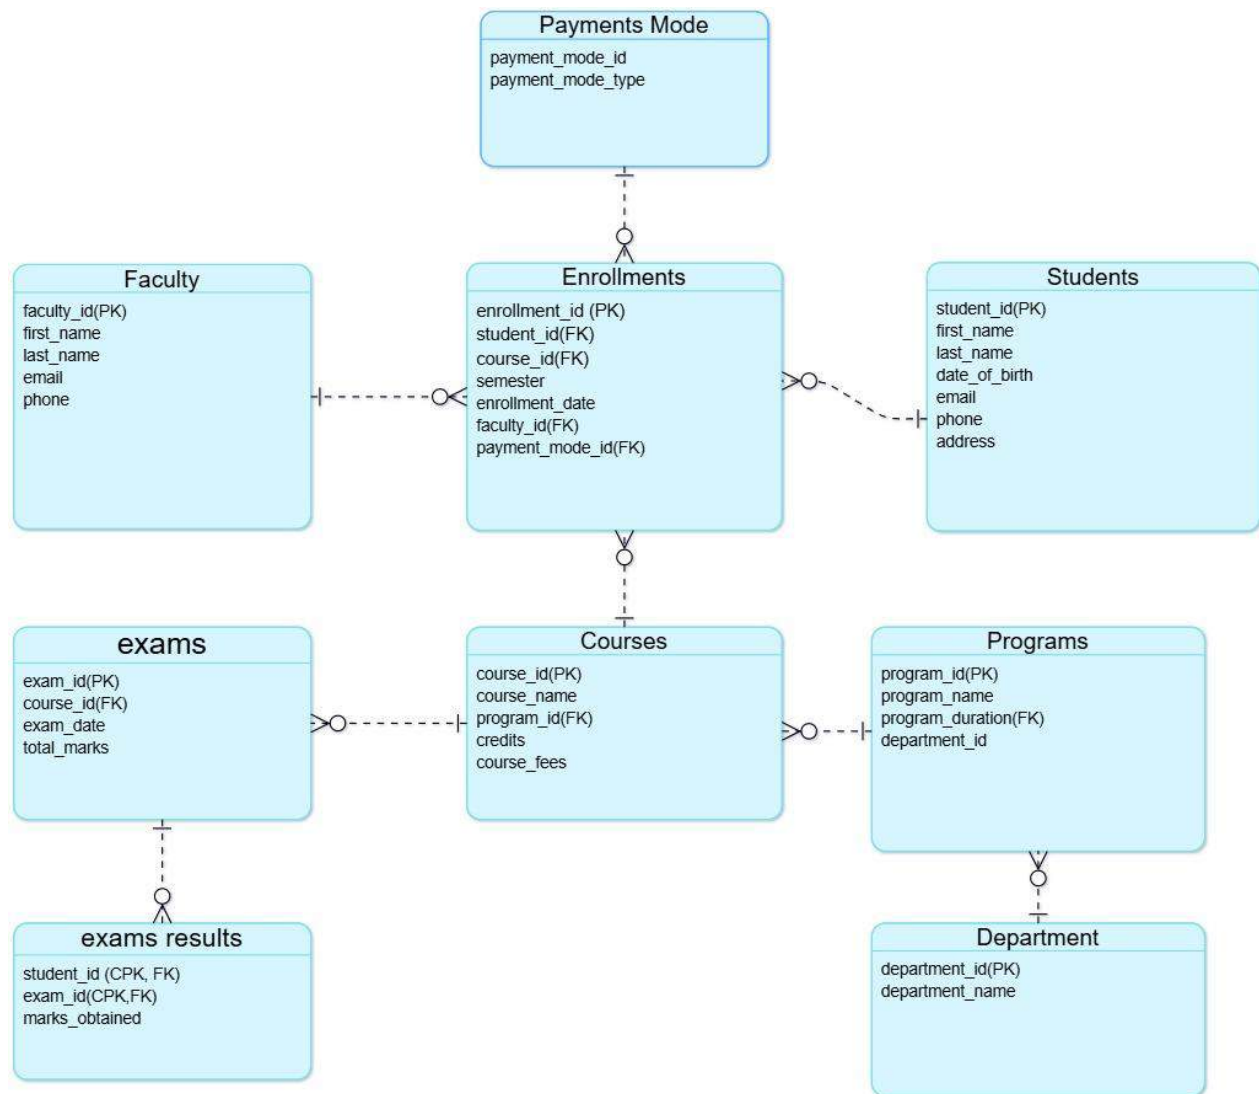 Payments Mode
payment_mode_id
payment_mode_type
Faculty
faculty_id(PK)
first_name
last_name
email
phone
Enrollments
enrollment_id (PK)
student_id(FK)
course_id(FK)
semester
enrollment_date
faculty_id(FK)
payment_mode_id(FK)
Students
student_id(PK)
first_name
last_name
date_of_birth
email
phone
address
exams
exam_id(PK)
course_id(FK)
exam_date
total_marks
Courses
course_id(PK)
course_name
program_id(FK)
credits
course_fees
Programs
program_id(PK)
program_name
program_duration(FK)
department_id
exams results
student_id (CPK, FK)
exam_id(CPK,FK)
marks_obtained
Department
department_id(PK)
department_name